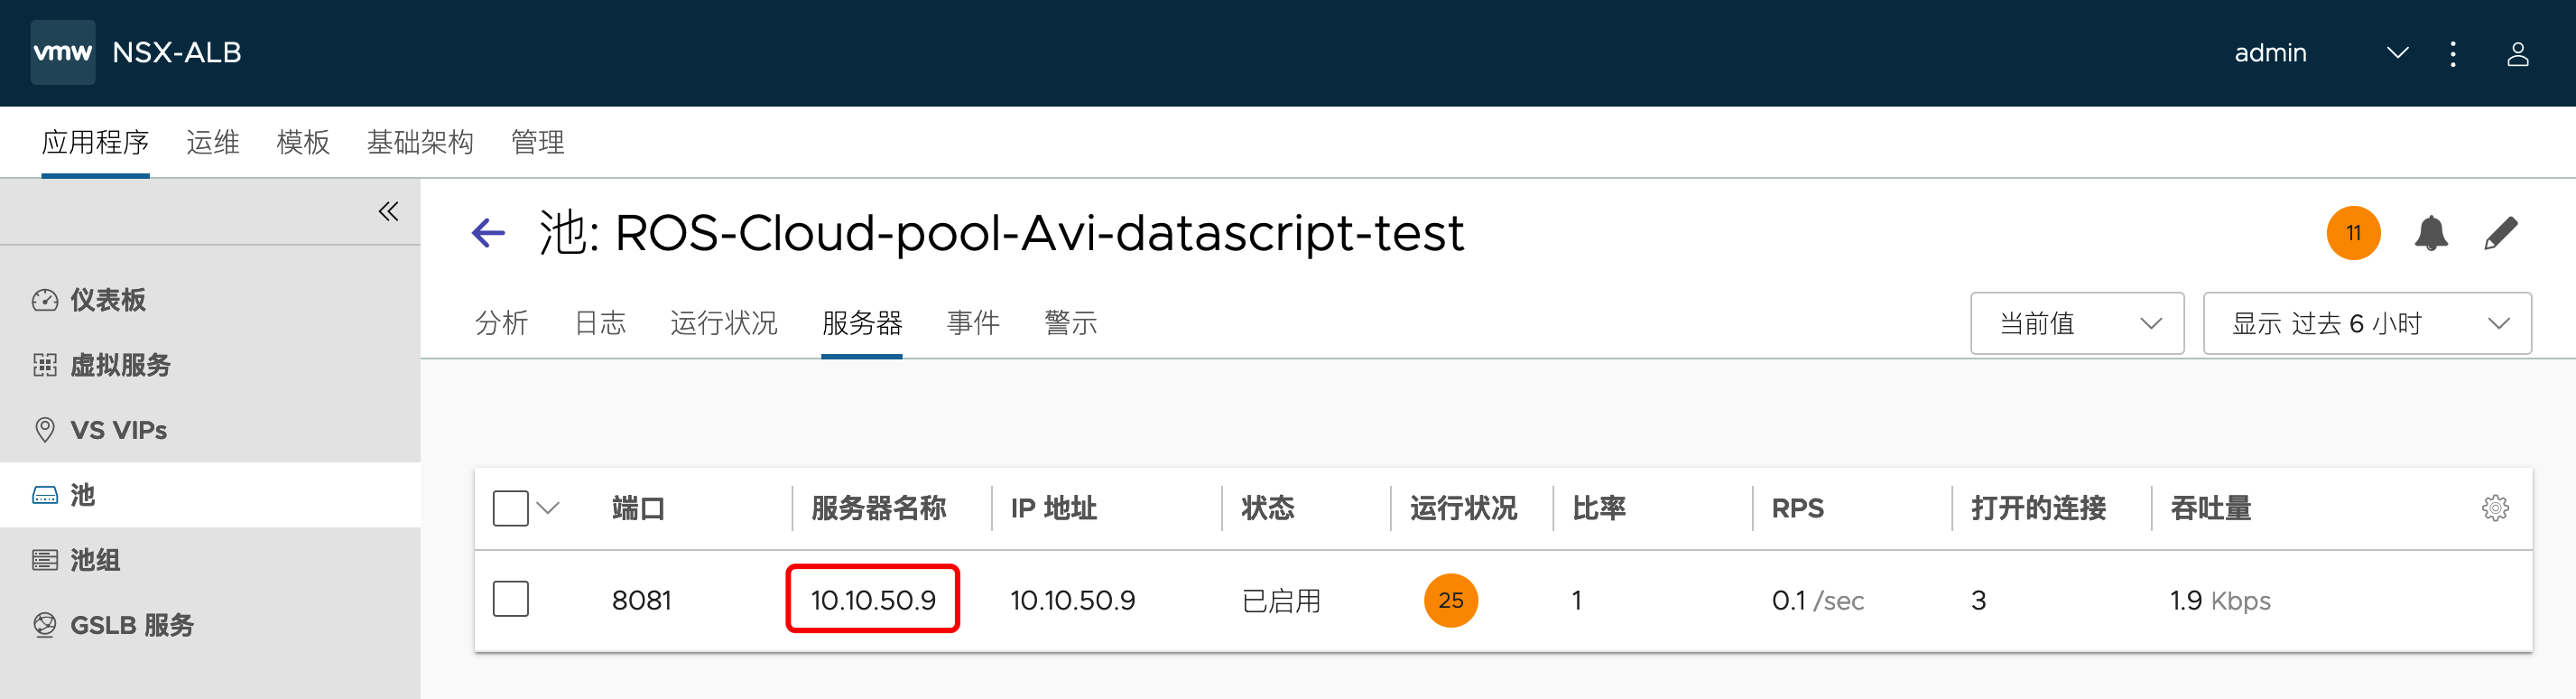 vmw NSX-ALB admin
应用程序 运维 模板 基础架构 管理
池: ROS-Cloud-pool-Avi-datascript-test 11
仪表板
虚拟服务
VS VIPs
池
池组
GSLB 服务
分析 日志 运行状况 服务器 事件 警示 当前值 显示 过去 6 小时
端口 服务器名称 IP 地址 状态 运行状况 比率 RPS 打开的连接 吞吐量
8081 10.10.50.9 10.10.50.9 已启用 25 1 0.1 /sec 3 1.9 Kbps